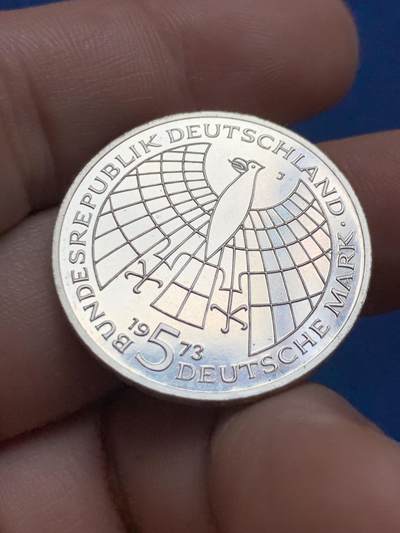 BUNDESREPUBLIK DEUTSCHLAND · 
J
1973
5
DEUTSCHE MARK